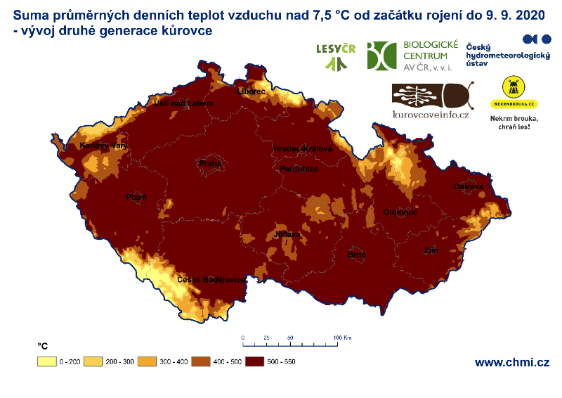 Suma průměrných denních teplot vzduchu nad 7,5 °C od začátku rojení do 9. 9. 2020
- vývoj druhé generace kůrovce
LESY ČR
BIOLOGICKÉ
CENTRUM
AV ČR, v. v. i.
Český
hydrometeorologický
ústav
kurovcoveinfo.cz
NEKRMBROUKA.CZ
Nekrm brouka,
chraň les!
Liberec
Ústí nad Labem
Karlovy Vary
Praha
Hradec Králové
Pardubice
Plzeň
Ostrava
Olomouc
Jihlava
Brno
Zlín
České Budějovice
°C
0 - 200
200 - 300
300 - 400
400 - 500
500 - 550
0 25 50 100 Km
www.chmi.cz